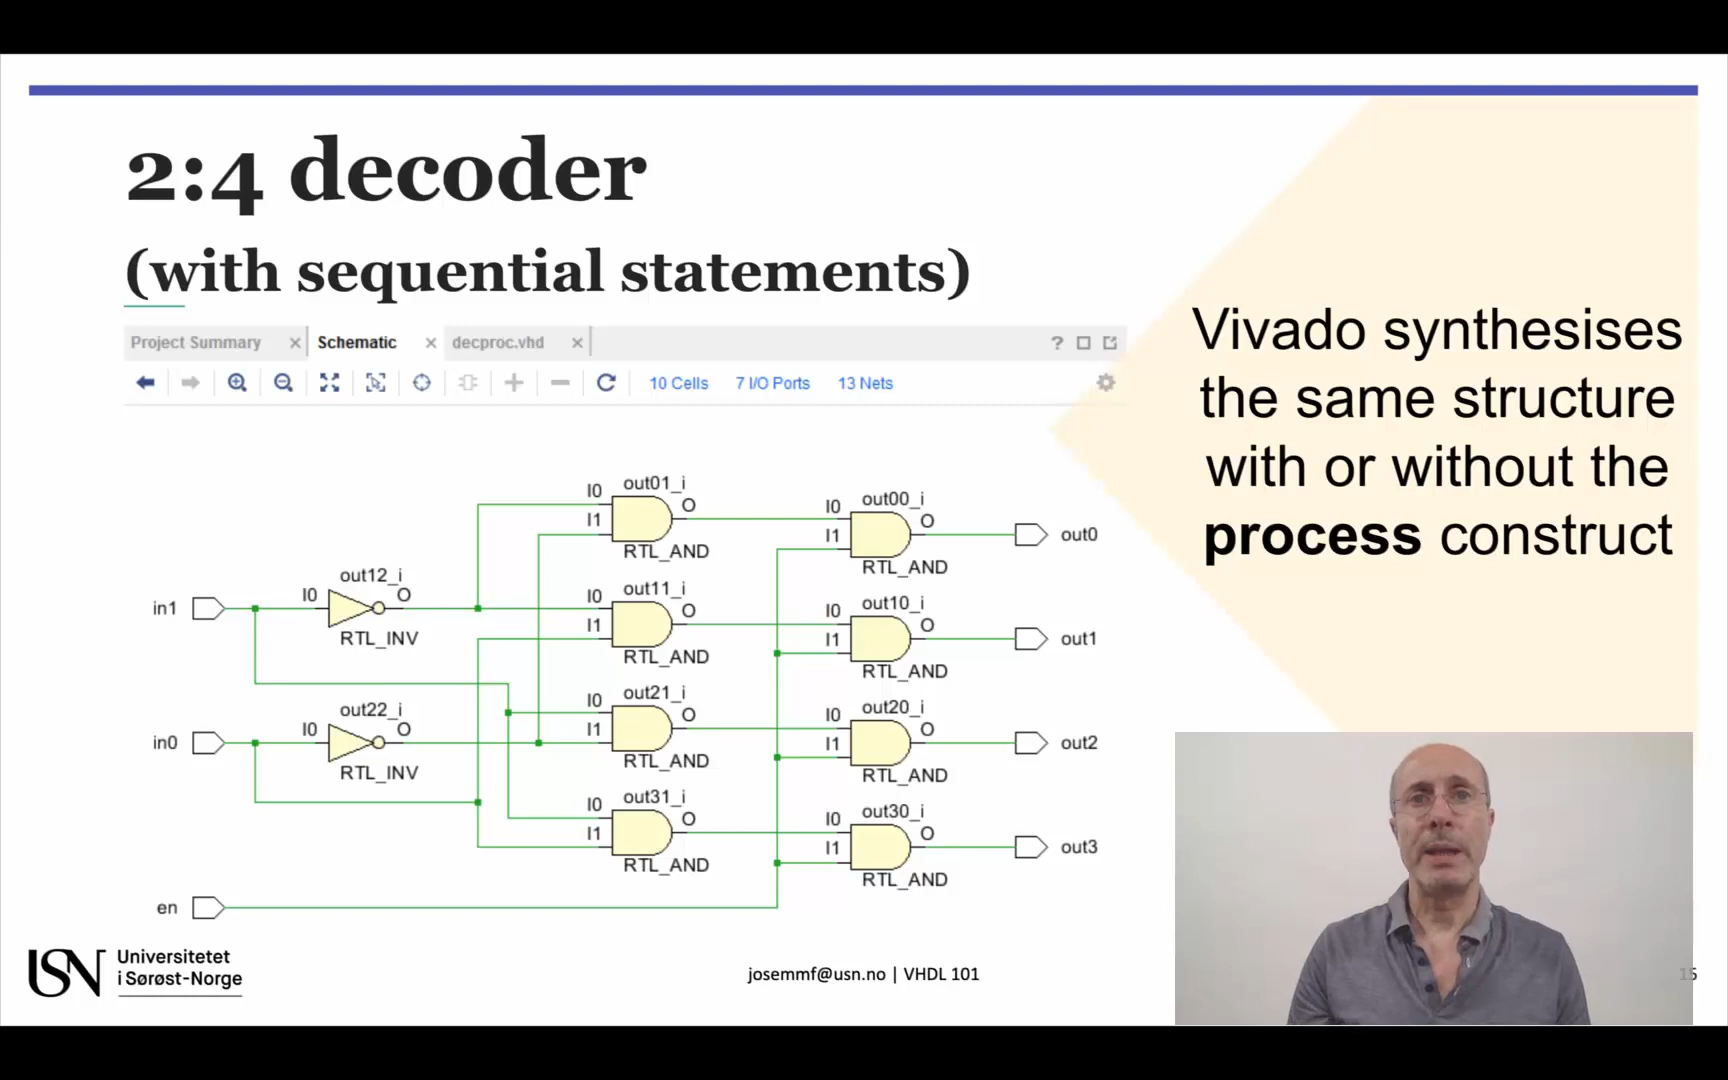 2:4 decoder
(with sequential statements)
Project Summary
Schematic
decproc.vhd
?
10 Cells
7 I/O Ports
13 Nets
Vivado synthesises
the same structure
with or without the
process construct
out01_i
I0
O
I1
RTL_AND
out00_i
I0
O
I1
RTL_AND
out0
out12_i
I0
O
in1
RTL_INV
out11_i
I0
O
I1
RTL_AND
out10_i
I0
O
I1
RTL_AND
out1
out22_i
I0
O
in0
RTL_INV
out21_i
I0
O
I1
RTL_AND
out20_i
I0
O
I1
RTL_AND
out2
out31_i
I0
O
I1
RTL_AND
out30_i
I0
O
I1
RTL_AND
out3
en
USN
Universitetet
i Sørøst-Norge
josemmf@usn.no | VHDL 101
15